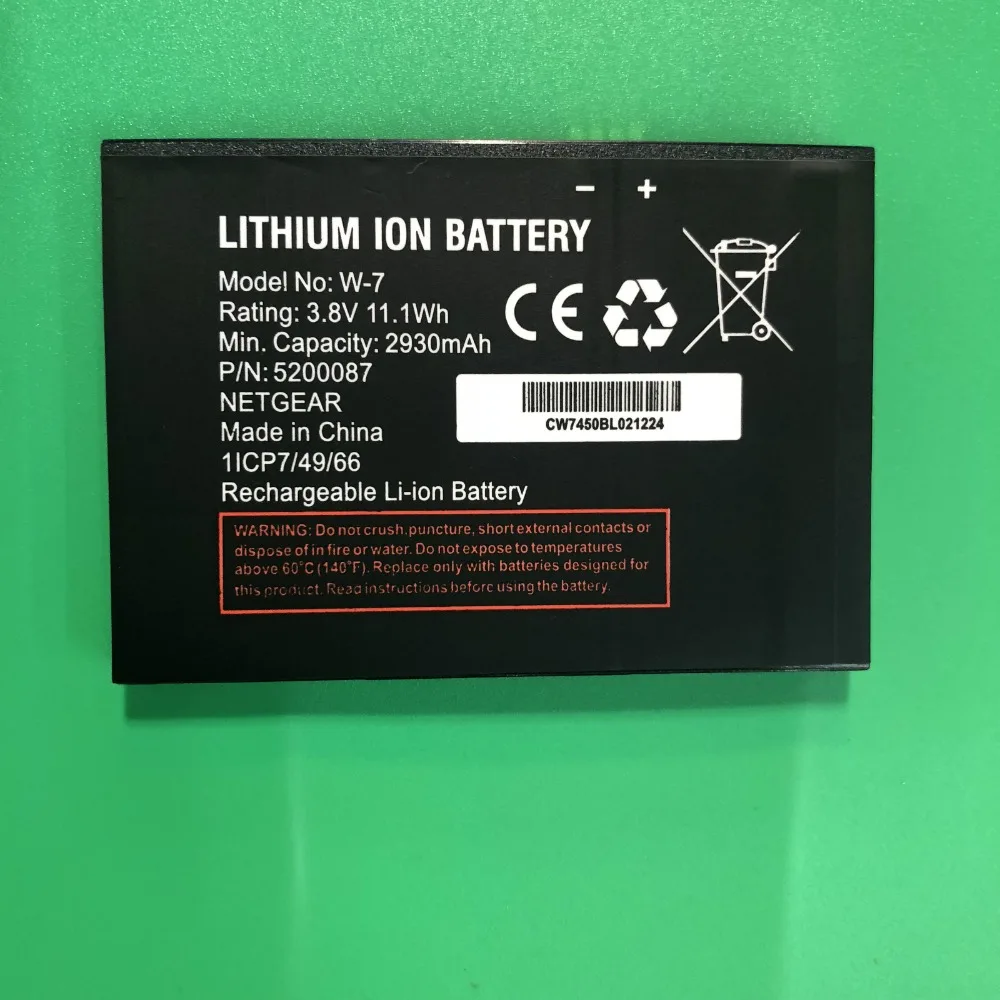 − +
LITHIUM ION BATTERY
Model No: W-7
Rating: 3.8V 11.1Wh
Min. Capacity: 2930mAh
P/N: 5200087
NETGEAR
Made in China
1ICP7/49/66
Rechargeable Li-ion Battery
CE
CW7450BL021224
WARNING: Do not crush, puncture, short external contacts or
dispose of in fire or water. Do not expose to temperatures
above 60°C (140°F). Replace only with batteries designed for
this product. Read instructions before using the battery.